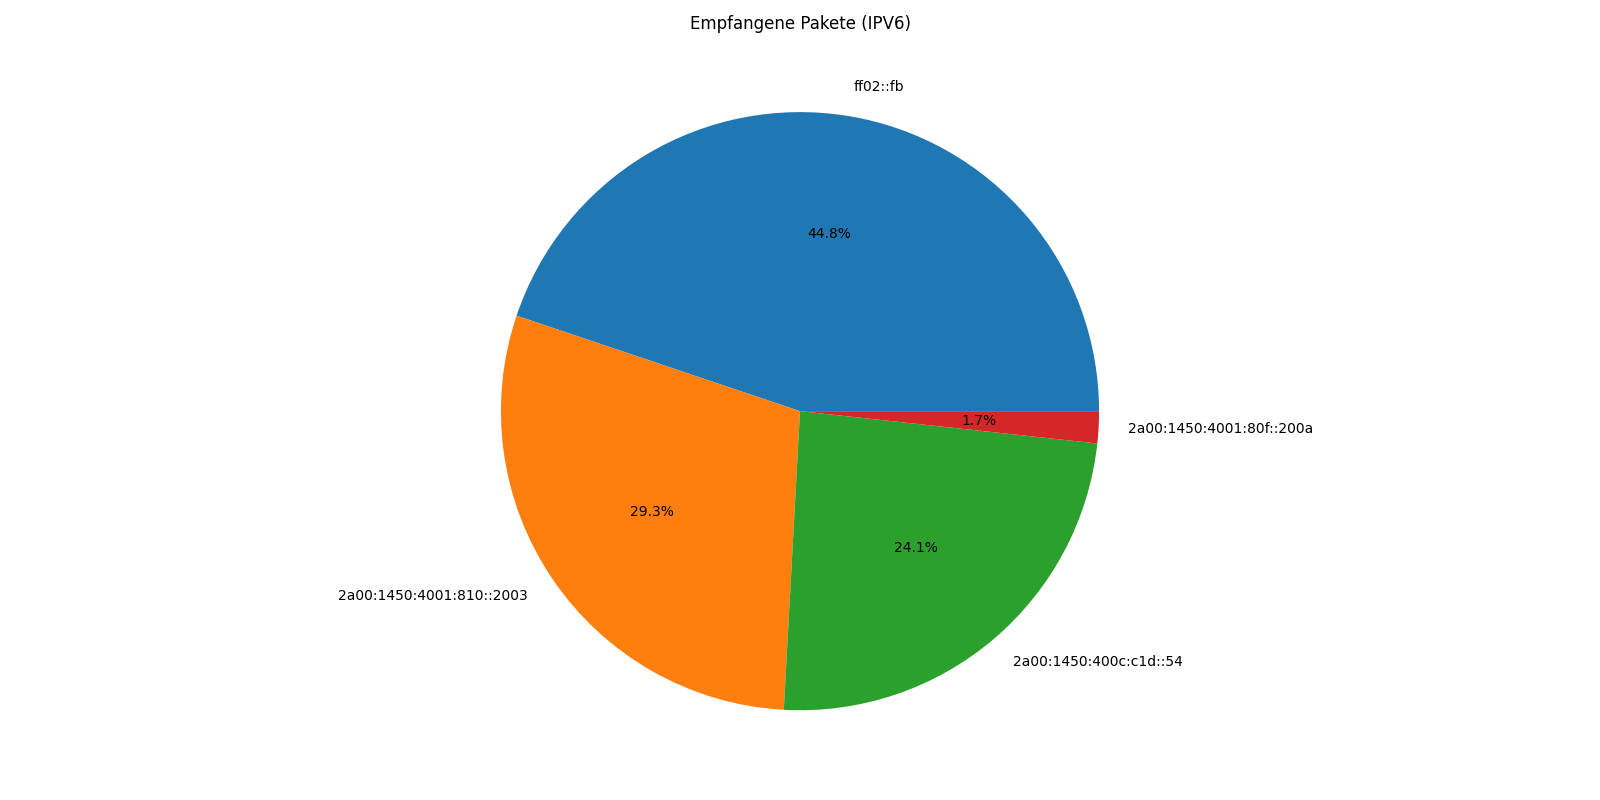 Empfangene Pakete (IPV6)
ff02::fb
44.8%
1.7%
2a00:1450:4001:80f::200a
29.3%
24.1%
2a00:1450:4001:810::2003
2a00:1450:400c:c1d::54